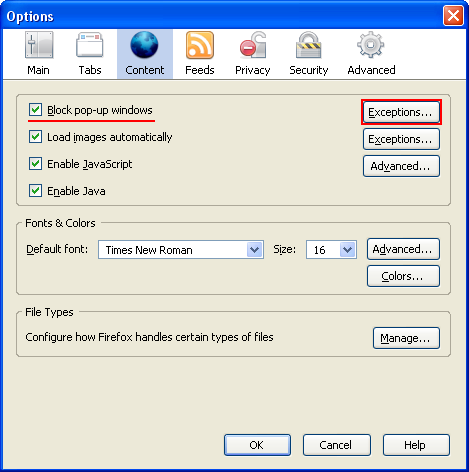 Options
Main Tabs Content Feeds Privacy Security Advanced
Block pop-up windows Exceptions...
Load images automatically Exceptions...
Enable JavaScript Advanced...
Enable Java
Fonts & Colors
Default font: Times New Roman Size: 16 Advanced...
Colors...
File Types
Configure how Firefox handles certain types of files Manage...
OK Cancel Help